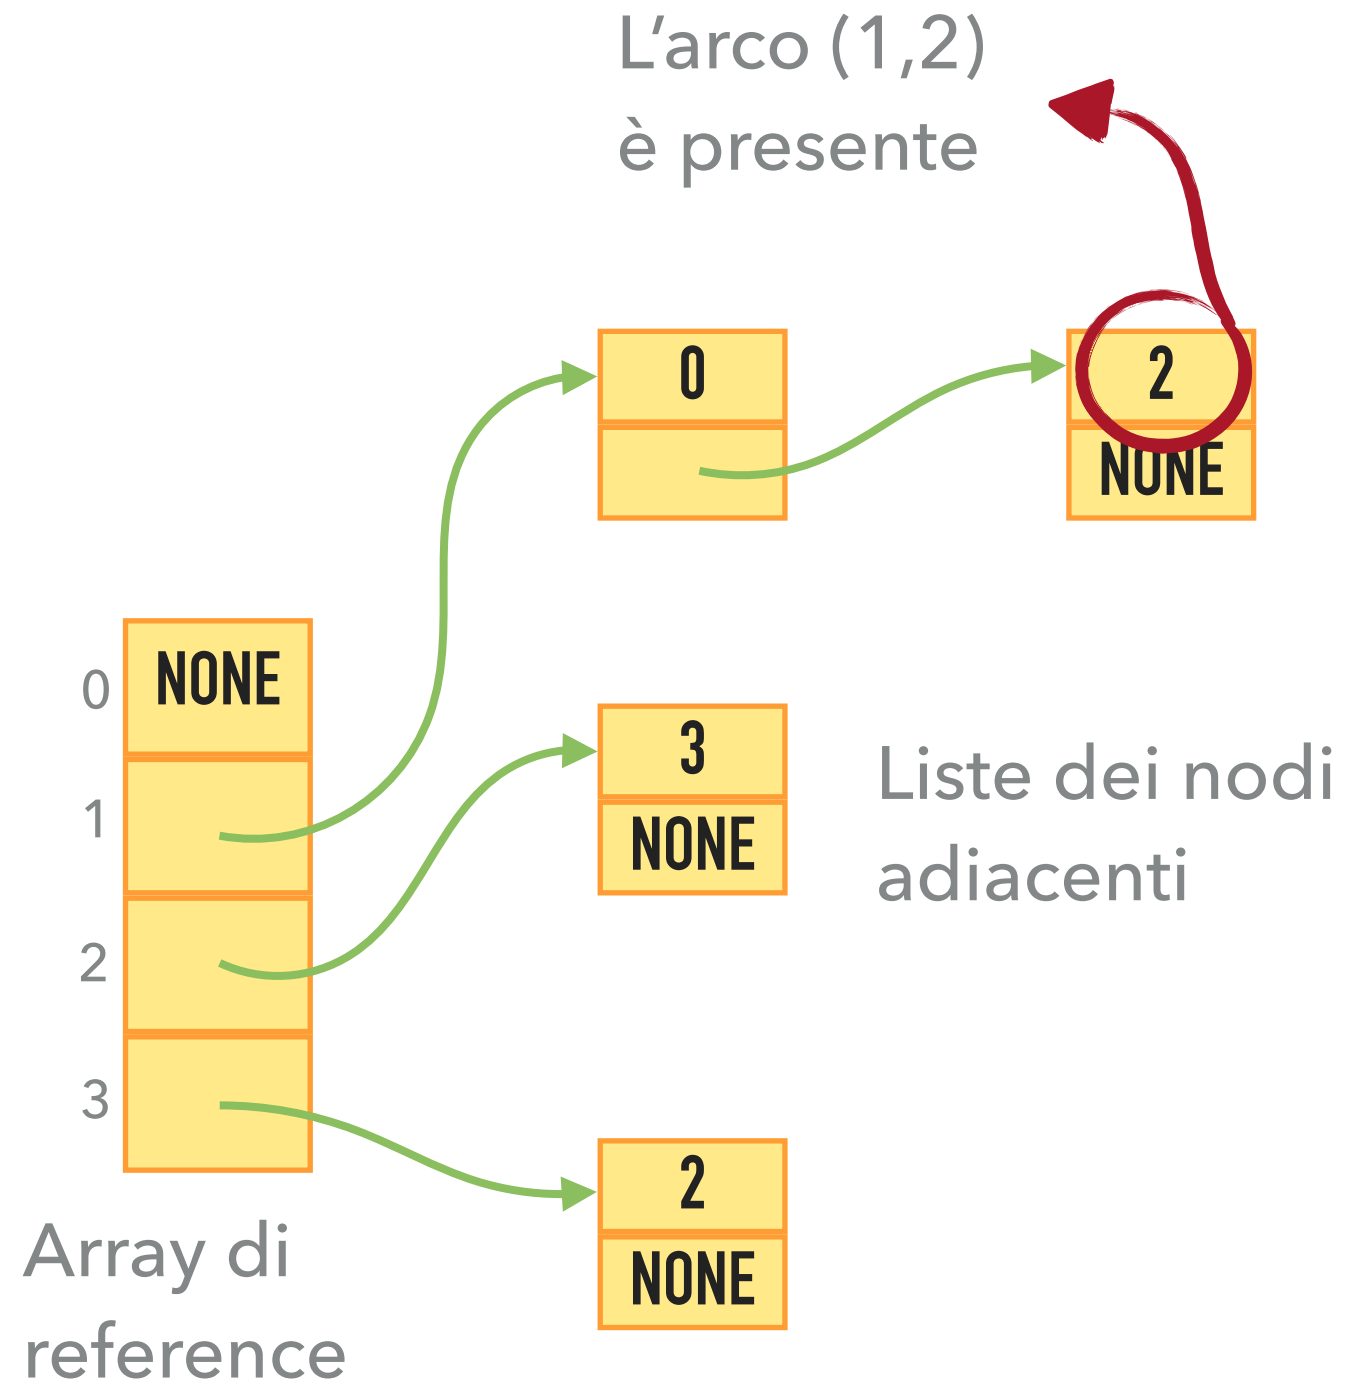 L'arco (1,2)
è presente
0
2
NONE
0
NONE
1
2
3
3
NONE
Liste dei nodi
adiacenti
2
NONE
Array di
reference